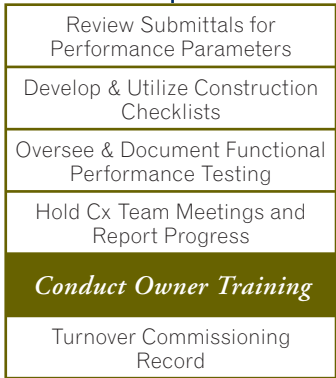 Review Submittals for
Performance Parameters
Develop & Utilize Construction
Checklists
Oversee & Document Functional
Performance Testing
Hold Cx Team Meetings and
Report Progress
Conduct Owner Training
Turnover Commissioning
Record